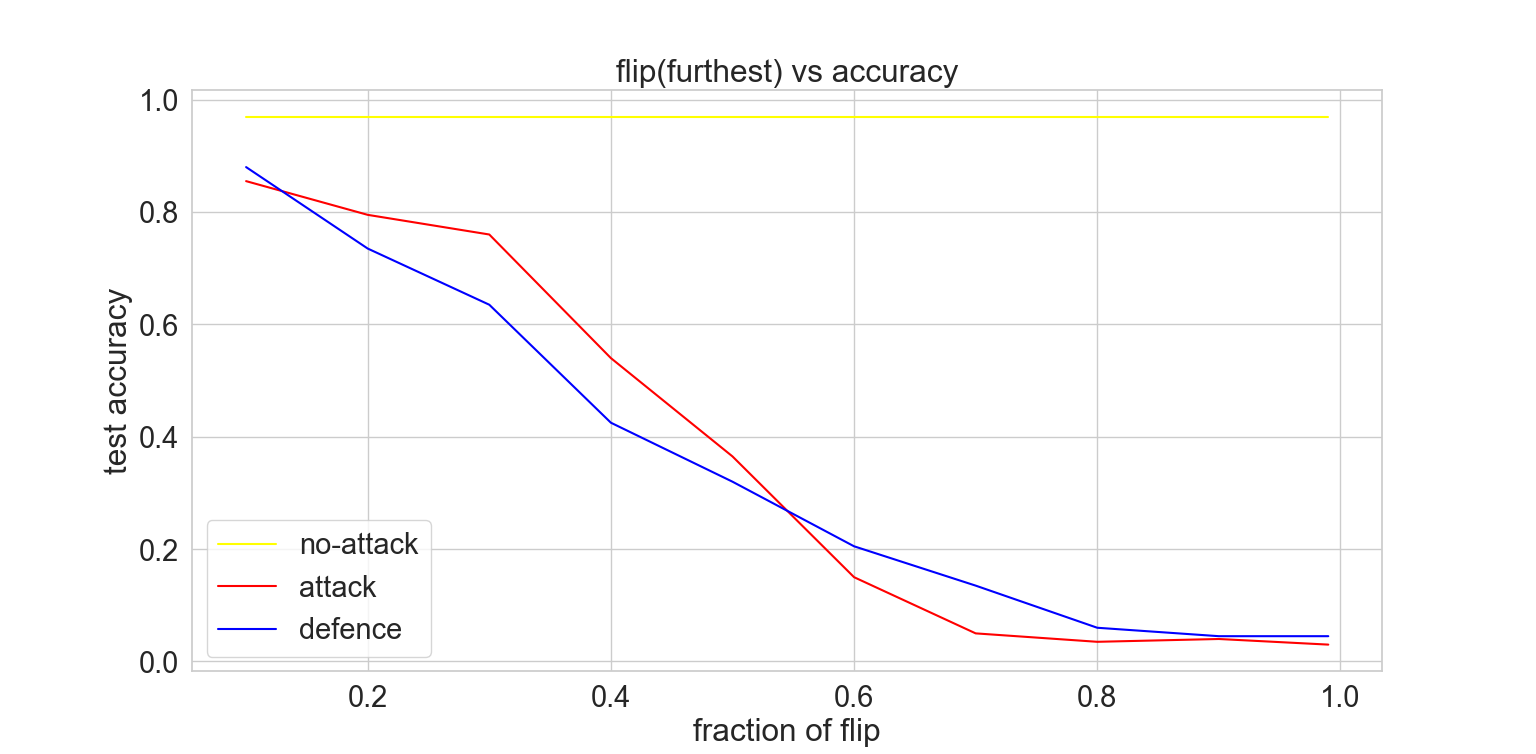 flip(furthest) vs accuracy
1.0
0.8
0.6
0.4
0.2
0.0
test accuracy
no-attack
attack
defence
0.2 0.4 0.6 0.8 1.0
fraction of flip